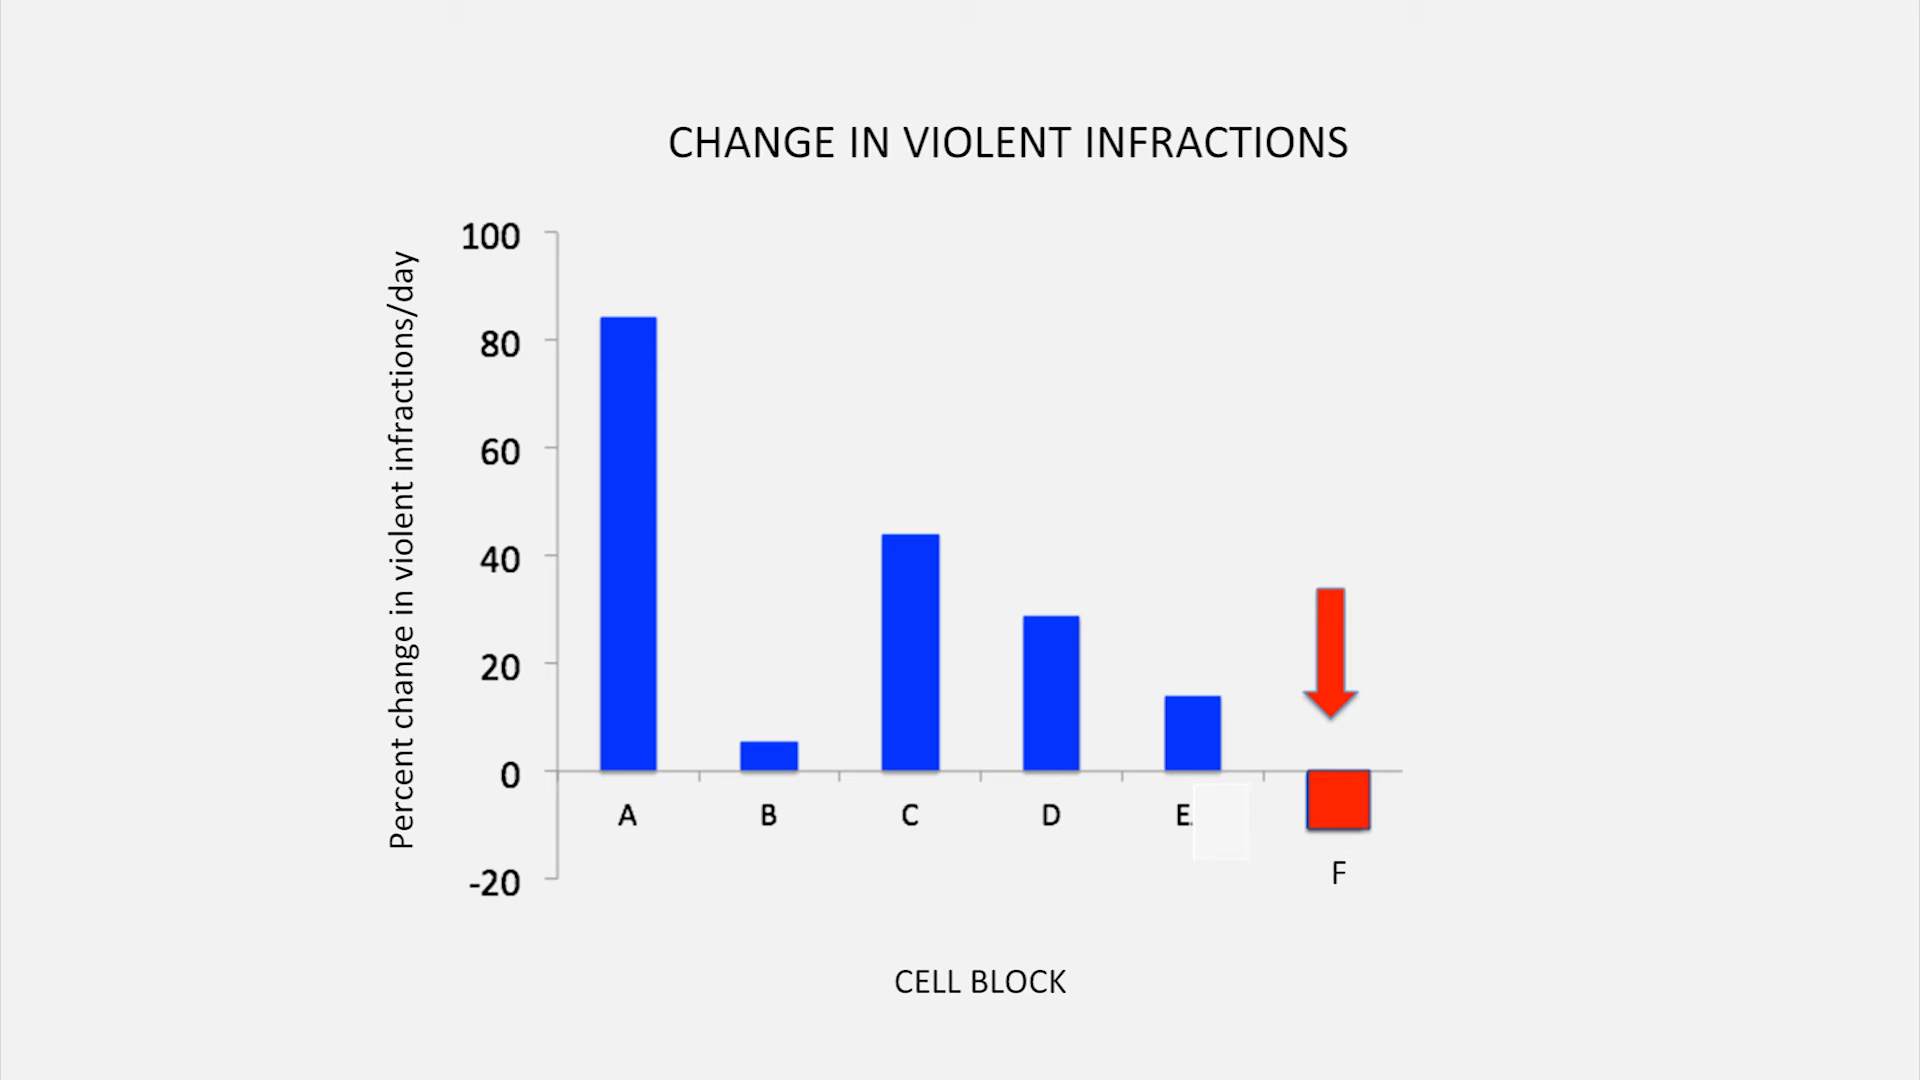 CHANGE IN VIOLENT INFRACTIONS
Percent change in violent infractions/day
100
80
60
40
20
0
-20
A
B
C
D
E
F
CELL BLOCK